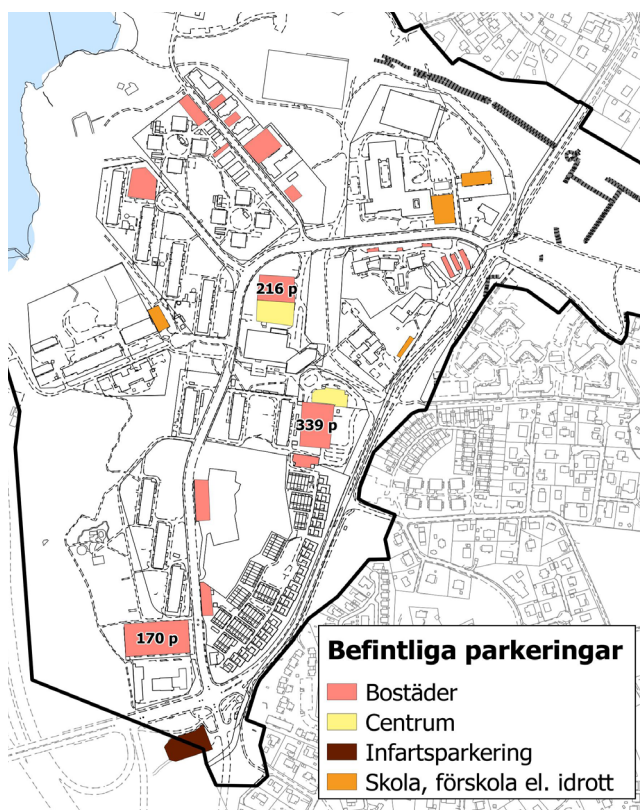 216 p
339 p
170 p
Befintliga parkeringar
Bostäder
Centrum
Infartsparkering
Skola, förskola el. idrott